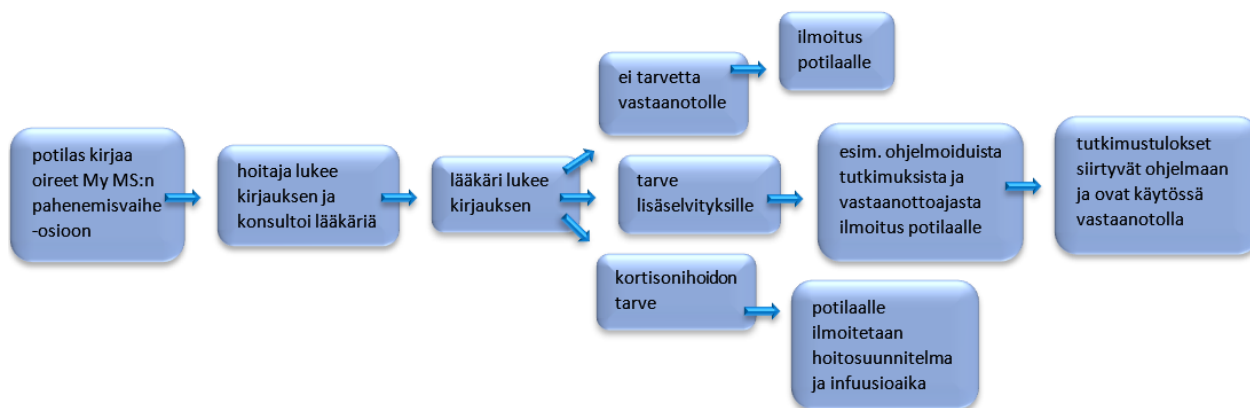 potilas kirjaa
oireet My MS:n
pahenemisvaihe
-osioon
hoitaja lukee
kirjauksen ja
konsultoi lääkäriä
lääkäri lukee
kirjauksen
ei tarvetta
vastaanotolle
ilmoitus
potilaalle
tarve
lisäselvityksille
esim. ohjelmoiduista
tutkimuksista ja
vastaanottoajasta
ilmoitus potilaalle
tutkimustulokset
siirtyvät ohjelmaan
ja ovat käytössä
vastaanotolla
kortisonihoidon
tarve
potilaalle
ilmoitetaan
hoitosuunnitelma
ja infuusioaika